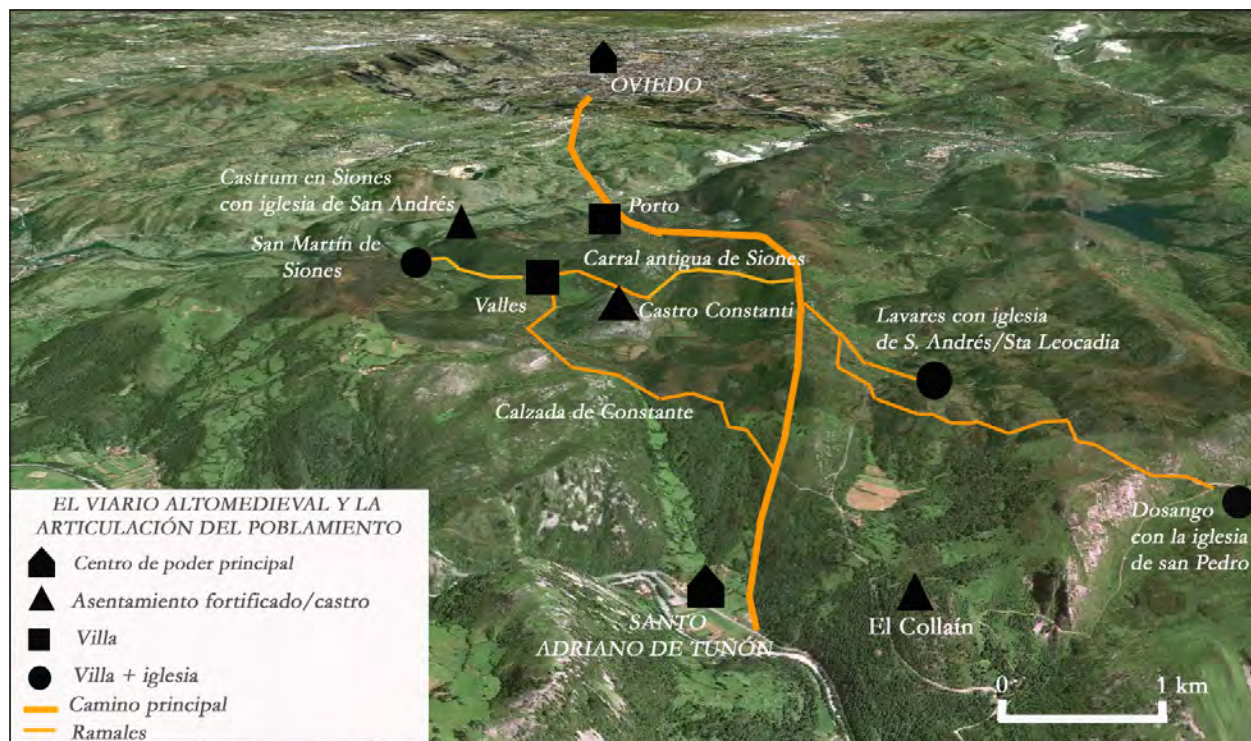 OVIEDO
Castrum en Siones
con iglesia de San Andrés
Porto
San Martín de
Siones
Carral antigua de Siones
Valles
Castro Constanti
Lavares con iglesia
de S. Andrés/Sta Leocadia
Calzada de Constante
Dosango
con la iglesia
de san Pedro
El Collaín
SANTO
ADRIANO DE TUÑÓN
EL VIARIO ALTOMEDIEVAL Y LA
ARTICULACIÓN DEL POBLAMIENTO
Centro de poder principal
Asentamiento fortificado/castro
Villa
Villa + iglesia
Camino principal
Ramales
0 1 km